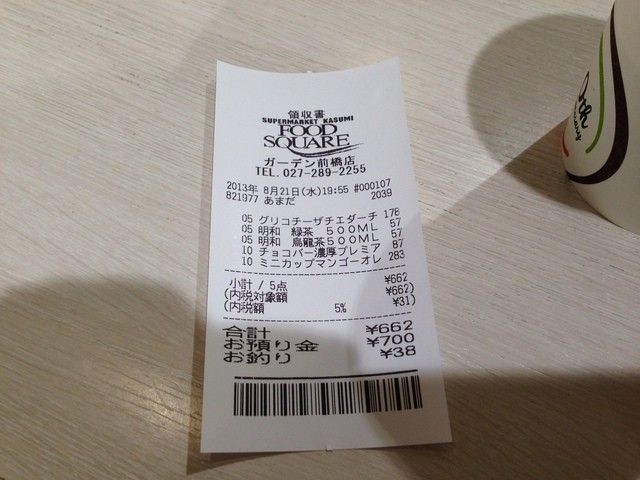 領収書
SUPERMARKET KASUMI
FOOD
SQUARE
ガーデン前橋店
TEL. 027-289-2255
2013年 8月21日(水)19:55 #000107
821977 あまだ 2039
05 グリコチーザチエダーチ 178
05 明和 緑茶 500ML 57
05 明和 烏龍茶500ML 57
10 チョコバー濃厚プレミア 87
10 ミニカップマンゴーオレ 283
小計 / 5点 ¥662
(内税対象額 ¥662)
(内税額 5% ¥31)
合計 ¥662
お預り金 ¥700
お釣り ¥38